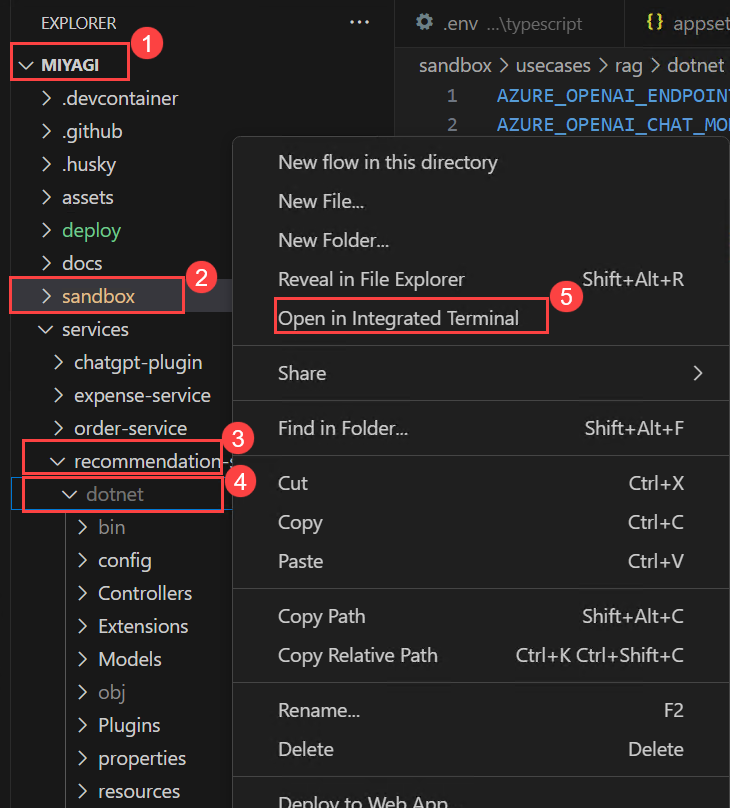 EXPLORER
...
1
MIYAGI
.devcontainer
.github
.husky
assets
deploy
docs
2
sandbox
services
chatgpt-plugin
expense-service
order-service
3
recommendation-s
4
dotnet
bin
config
Controllers
Extensions
Models
obj
Plugins
properties
resources
.env ...\typescript
{} appset
sandbox > usecases > rag > dotnet
1 AZURE_OPENAI_ENDPOINT
2 AZURE_OPENAI_CHAT_MO
New flow in this directory
New File...
New Folder...
Reveal in File Explorer Shift+Alt+R
5
Open in Integrated Terminal
Share
Find in Folder... Shift+Alt+F
Cut Ctrl+X
Copy Ctrl+C
Paste Ctrl+V
Copy Path Shift+Alt+C
Copy Relative Path Ctrl+K Ctrl+Shift+C
Rename... F2
Delete Delete
Deploy to Web App